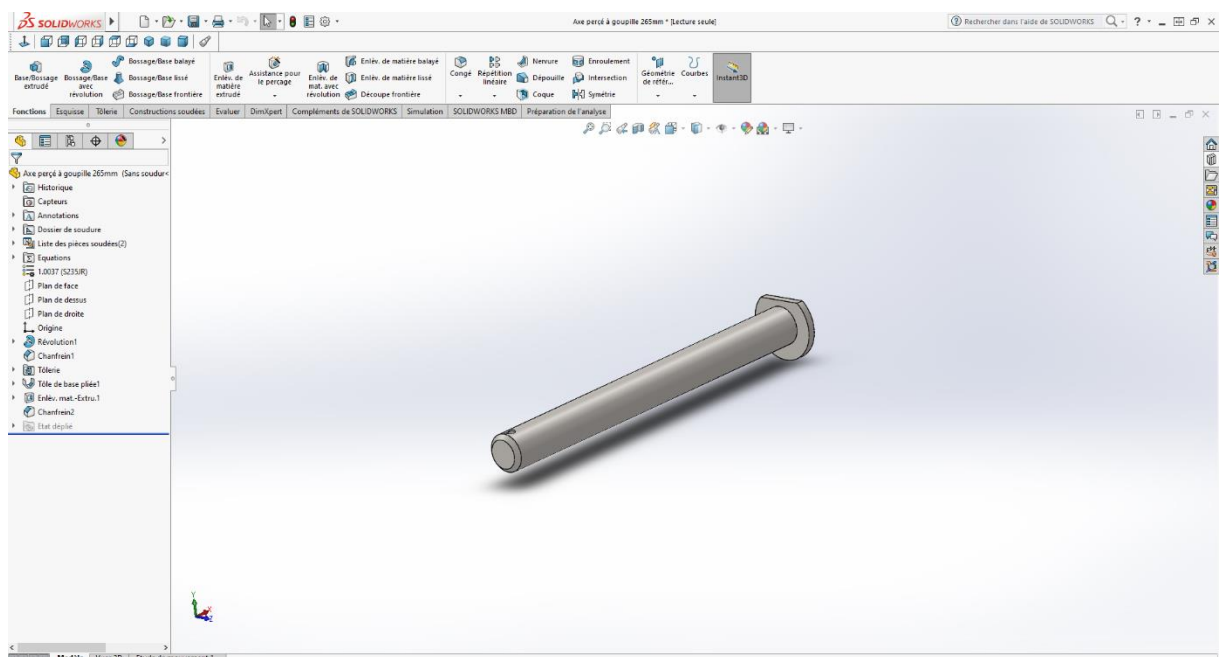 SOLIDWORKS
Axe perçé à goupille 265mm * [Lecture seule]
Rechercher dans l'aide de SOLIDWORKS
Base/Bossage extrudé
Bossage/Base avec révolution
Bossage/Base balayé
Bossage/Base lissé
Bossage/Base frontière
Enlèv. de matière extrudé
Assistance pour le perçage
Enlèv. de mat. avec révolution
Enlèv. de matière balayé
Enlèv. de matière lissé
Découpe frontière
Congé
Répétition linéaire
Nervure
Dépouille
Coque
Enroulement
Intersection
Symétrie
Géométrie de référ...
Courbes
Instant3D
Fonctions Esquisse Tôlerie Constructions soudées Evaluer DimXpert Compléments de SOLIDWORKS Simulation SOLIDWORKS MBD Préparation de l'analyse
Axe perçé à goupille 265mm (Sans soudur<
Historique
Capteurs
Annotations
Dossier de soudure
Liste des pièces soudées(2)
Equations
1.0037 (S235JR)
Plan de face
Plan de dessus
Plan de droite
Origine
Révolution1
Chanfrein1
Tôlerie
Tôle de base pliée1
Enlèv. mat.-Extru.1
Chanfrein2
Etat déplié
Y
X
Z